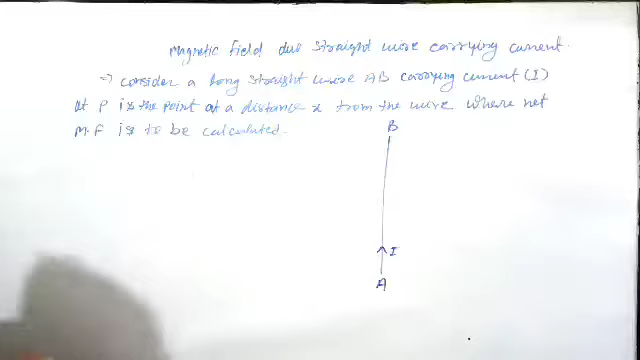 Magnetic field due straight wire carrying current.
⇒ consider a long straight wire AB carrying current (I)
at P is the point at a distance x from the wire where net
M.F is to be calculated.
B
I
A